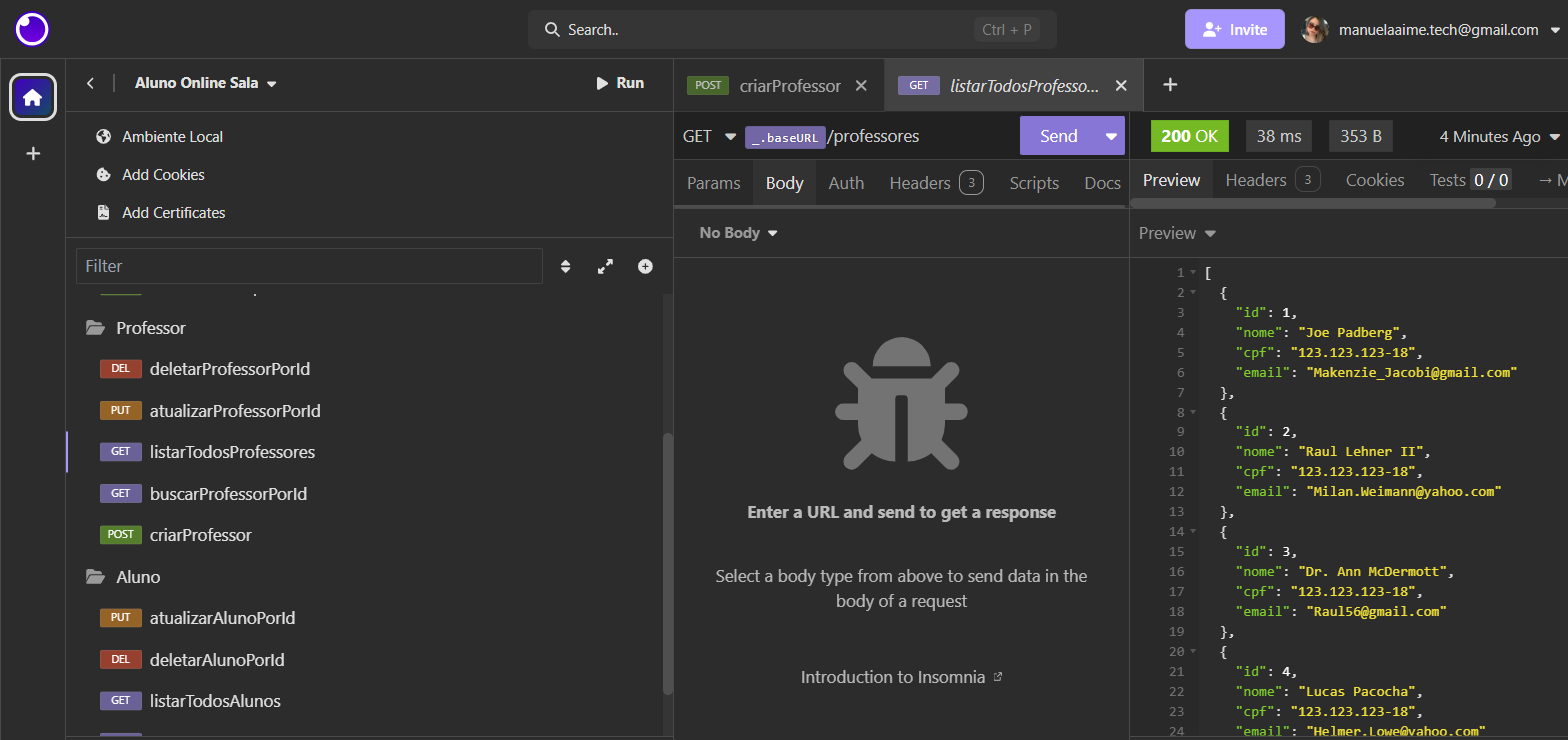 Search..
Ctrl + P
Invite
manuelaaime.tech@gmail.com
Aluno Online Sala
Run
Ambiente Local
Add Cookies
Add Certificates
Filter
Professor
DEL deletarProfessorPorId
PUT atualizarProfessorPorId
GET listarTodosProfessores
GET buscarProfessorPorId
POST criarProfessor
Aluno
PUT atualizarAlunoPorId
DEL deletarAlunoPorId
GET listarTodosAlunos
POST criarProfessor
GET listarTodosProfesso...
GET _.baseURL/professores
Send
Params Body Auth Headers 3 Scripts Docs
No Body
Enter a URL and send to get a response
Select a body type from above to send data in the
body of a request
Introduction to Insomnia
200 OK 38 ms 353 B 4 Minutes Ago
Preview Headers 3 Cookies Tests 0 / 0 → M
Preview
1 [
2 {
3 "id": 1,
4 "nome": "Joe Padberg",
5 "cpf": "123.123.123-18",
6 "email": "Makenzie_Jacobi@gmail.com"
7 },
8 {
9 "id": 2,
10 "nome": "Raul Lehner II",
11 "cpf": "123.123.123-18",
12 "email": "Milan.Weimann@yahoo.com"
13 },
14 {
15 "id": 3,
16 "nome": "Dr. Ann McDermott",
17 "cpf": "123.123.123-18",
18 "email": "Raul56@gmail.com"
19 },
20 {
21 "id": 4,
22 "nome": "Lucas Pacocha",
23 "cpf": "123.123.123-18",
24 "email": "Helmer.Lowe@yahoo.com"